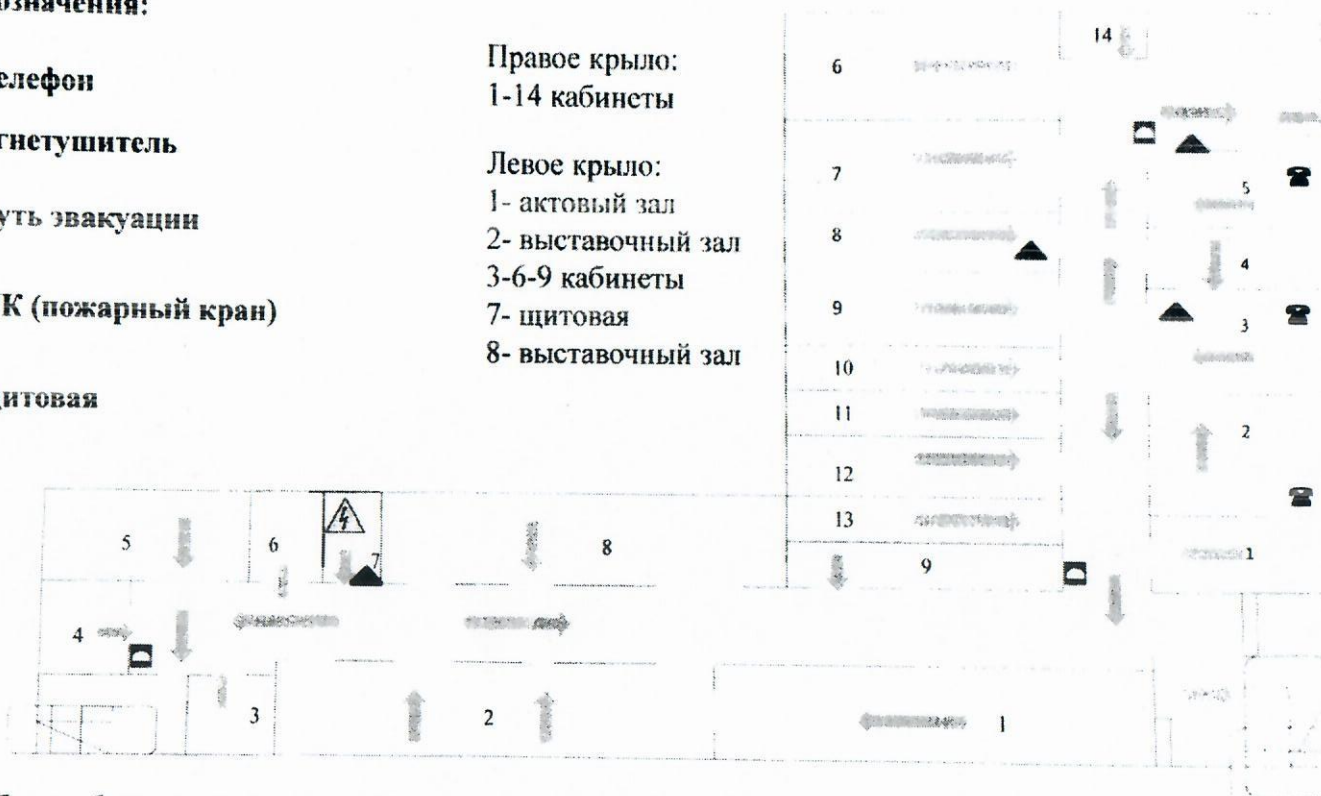 означения:
елефон
гнетушитель
уть эвакуации
К (пожарный кран)
итовая
Правое крыло:
1-14 кабинеты
Левое крыло:
1- актовый зал
2- выставочный зал
3-6-9 кабинеты
7- щитовая
8- выставочный зал
6
14
7
5
8
4
9
3
10
11
2
12
13
1
5
6
7
8
9
4
3
2
1